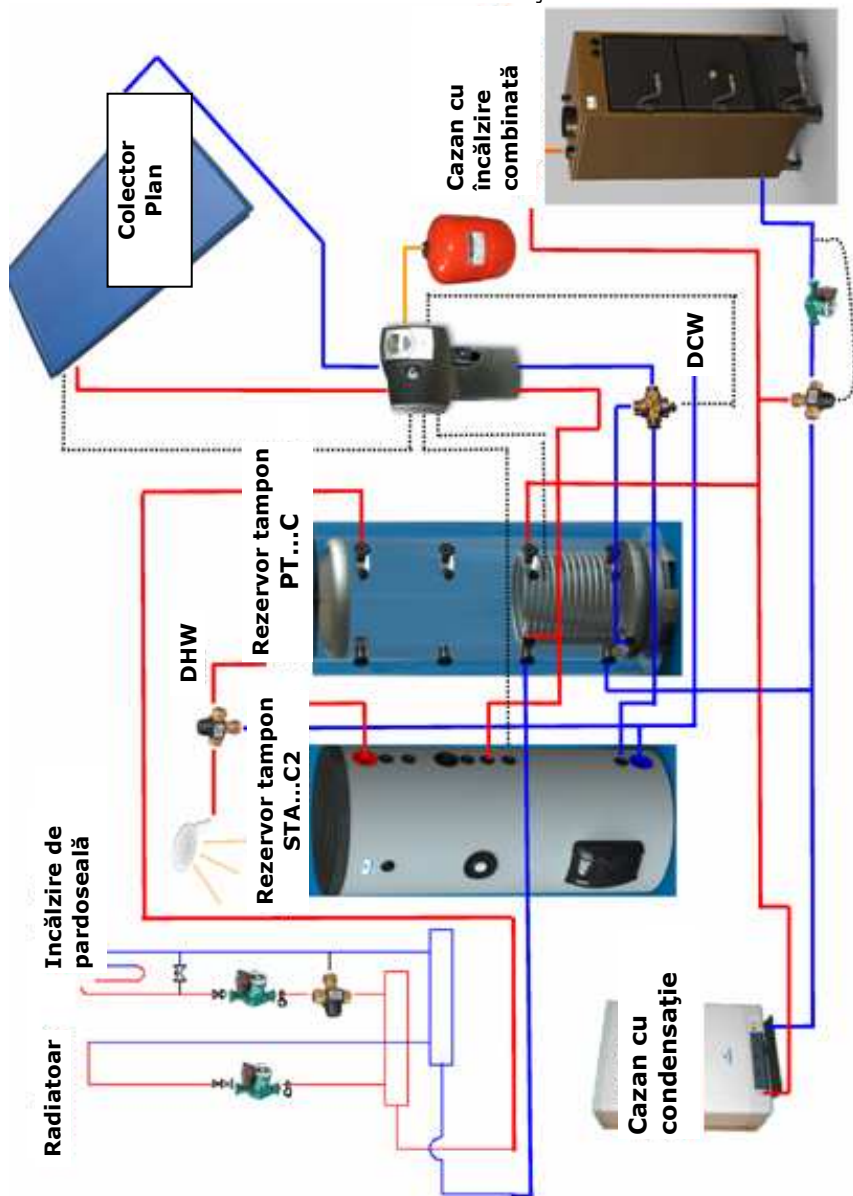 Colector
Plan
Cazan cu
încălzire
combinată
DCW
Rezervor tampon
PT...C
DHW
Rezervor tampon
STA...C2
Incălzire de
pardoseală
Radiatoar
Cazan cu
condensaţie